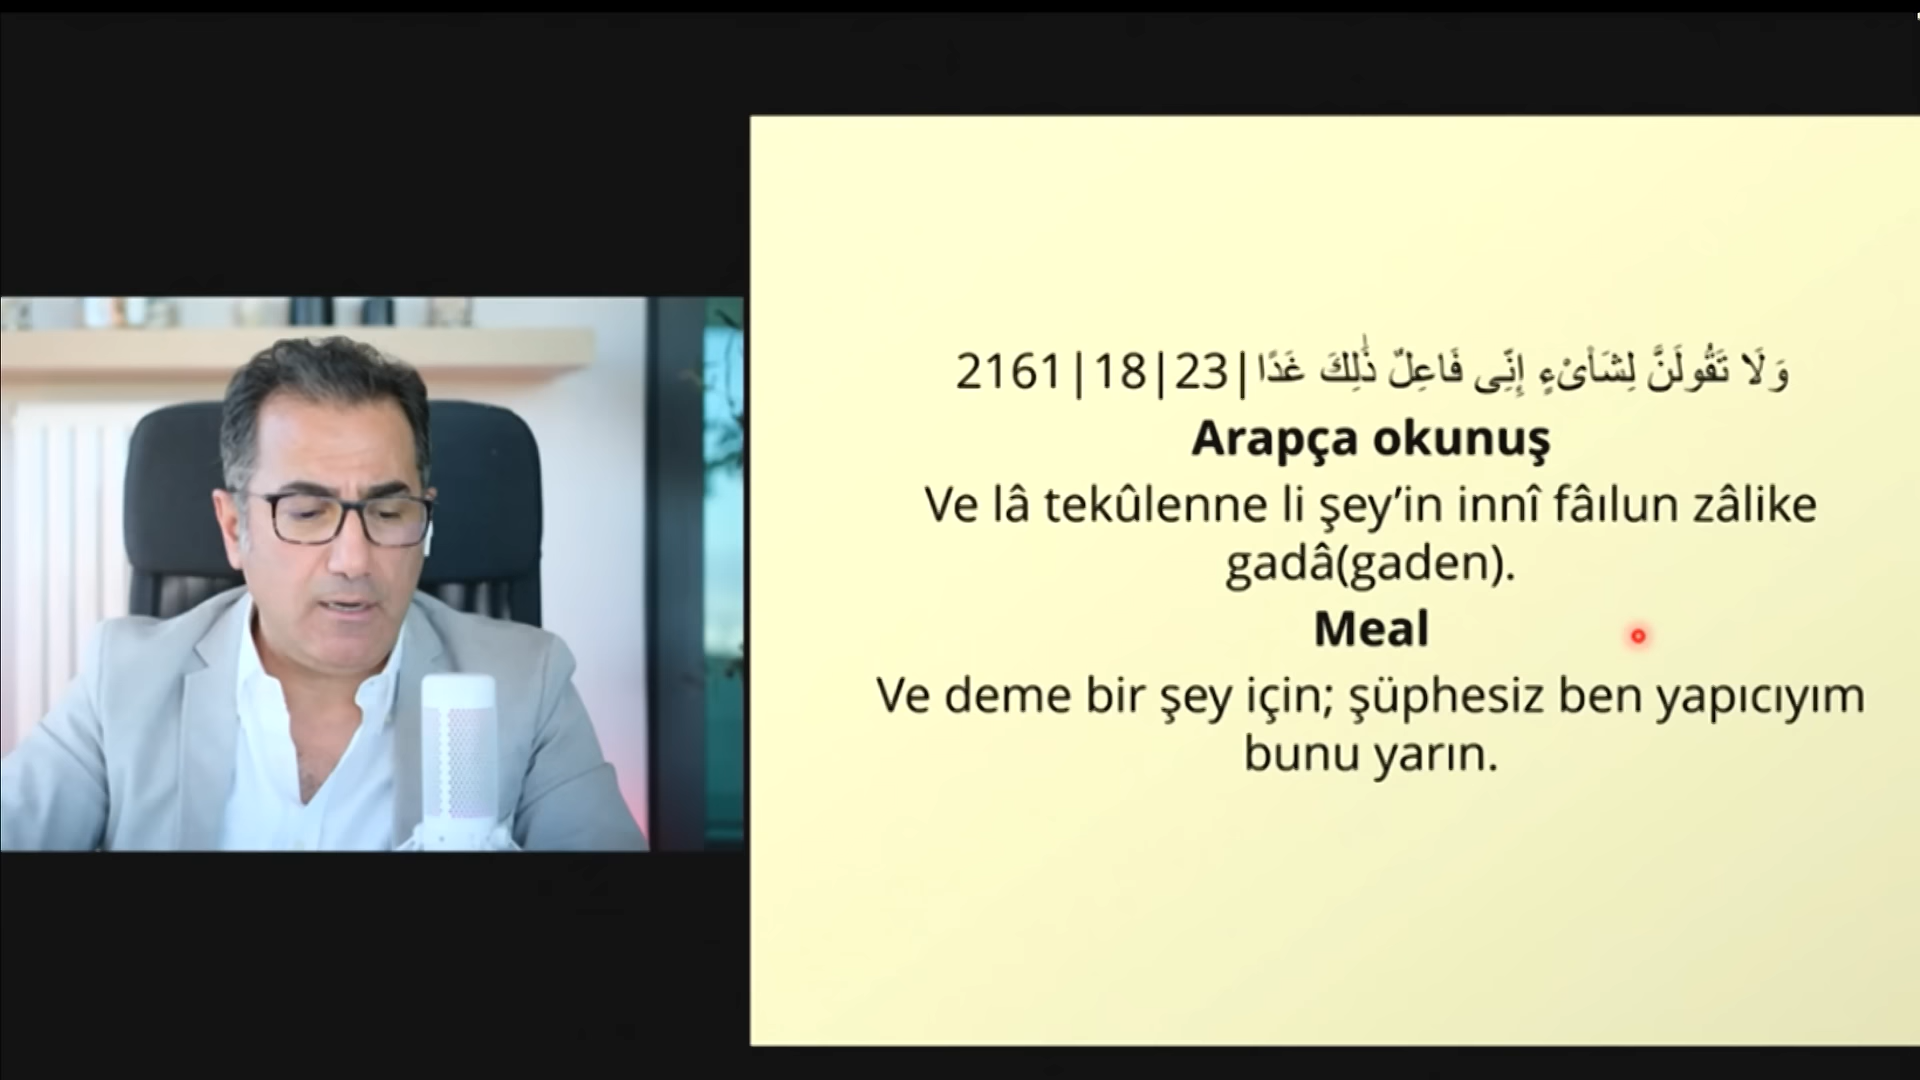 2161|18|23|وَلَا تَقُولَنَّ لِشَا۟ىْءٍ إِنِّى فَاعِلٌ ذَٰلِكَ غَدًا
Arapça okunuş
Ve lâ tekûlenne li şey’in innî fâılun zâlike
gadâ(gaden).
Meal
Ve deme bir şey için; şüphesiz ben yapıcıyım
bunu yarın.